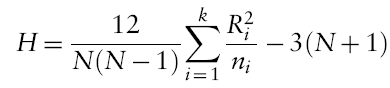 H = \frac{12}{N(N-1)} \sum_{i=1}^{k} \frac{R_i^2}{n_i} - 3(N+1)